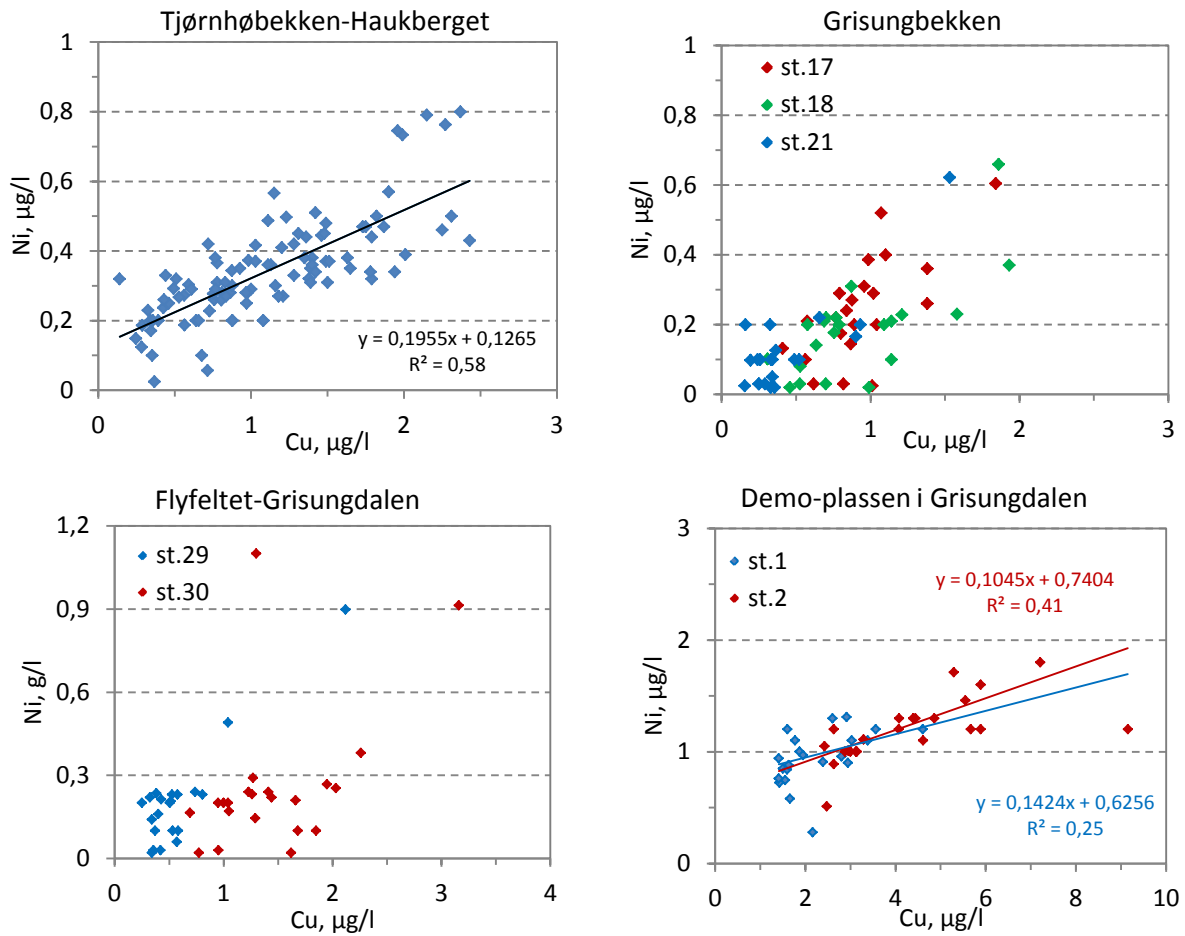 Tjørnhøbekken-Haukberget
1
0,8
0,6
0,4
0,2
0
Ni, µg/l
y = 0,1955x + 0,1265
R² = 0,58
0
1
2
3
Cu, µg/l
Grisungbekken
st.17
st.18
st.21
1
0,8
0,6
0,4
0,2
0
Ni, µg/l
0
1
2
3
Cu, µg/l
Flyfeltet-Grisungdalen
st.29
st.30
1,2
0,9
0,6
0,3
0
Ni, g/l
0
1
2
3
4
Cu, µg/l
Demo-plassen i Grisungdalen
st.1
st.2
y = 0,1045x + 0,7404
R² = 0,41
3
2
1
0
Ni, µg/l
y = 0,1424x + 0,6256
R² = 0,25
0
2
4
6
8
10
Cu, µg/l